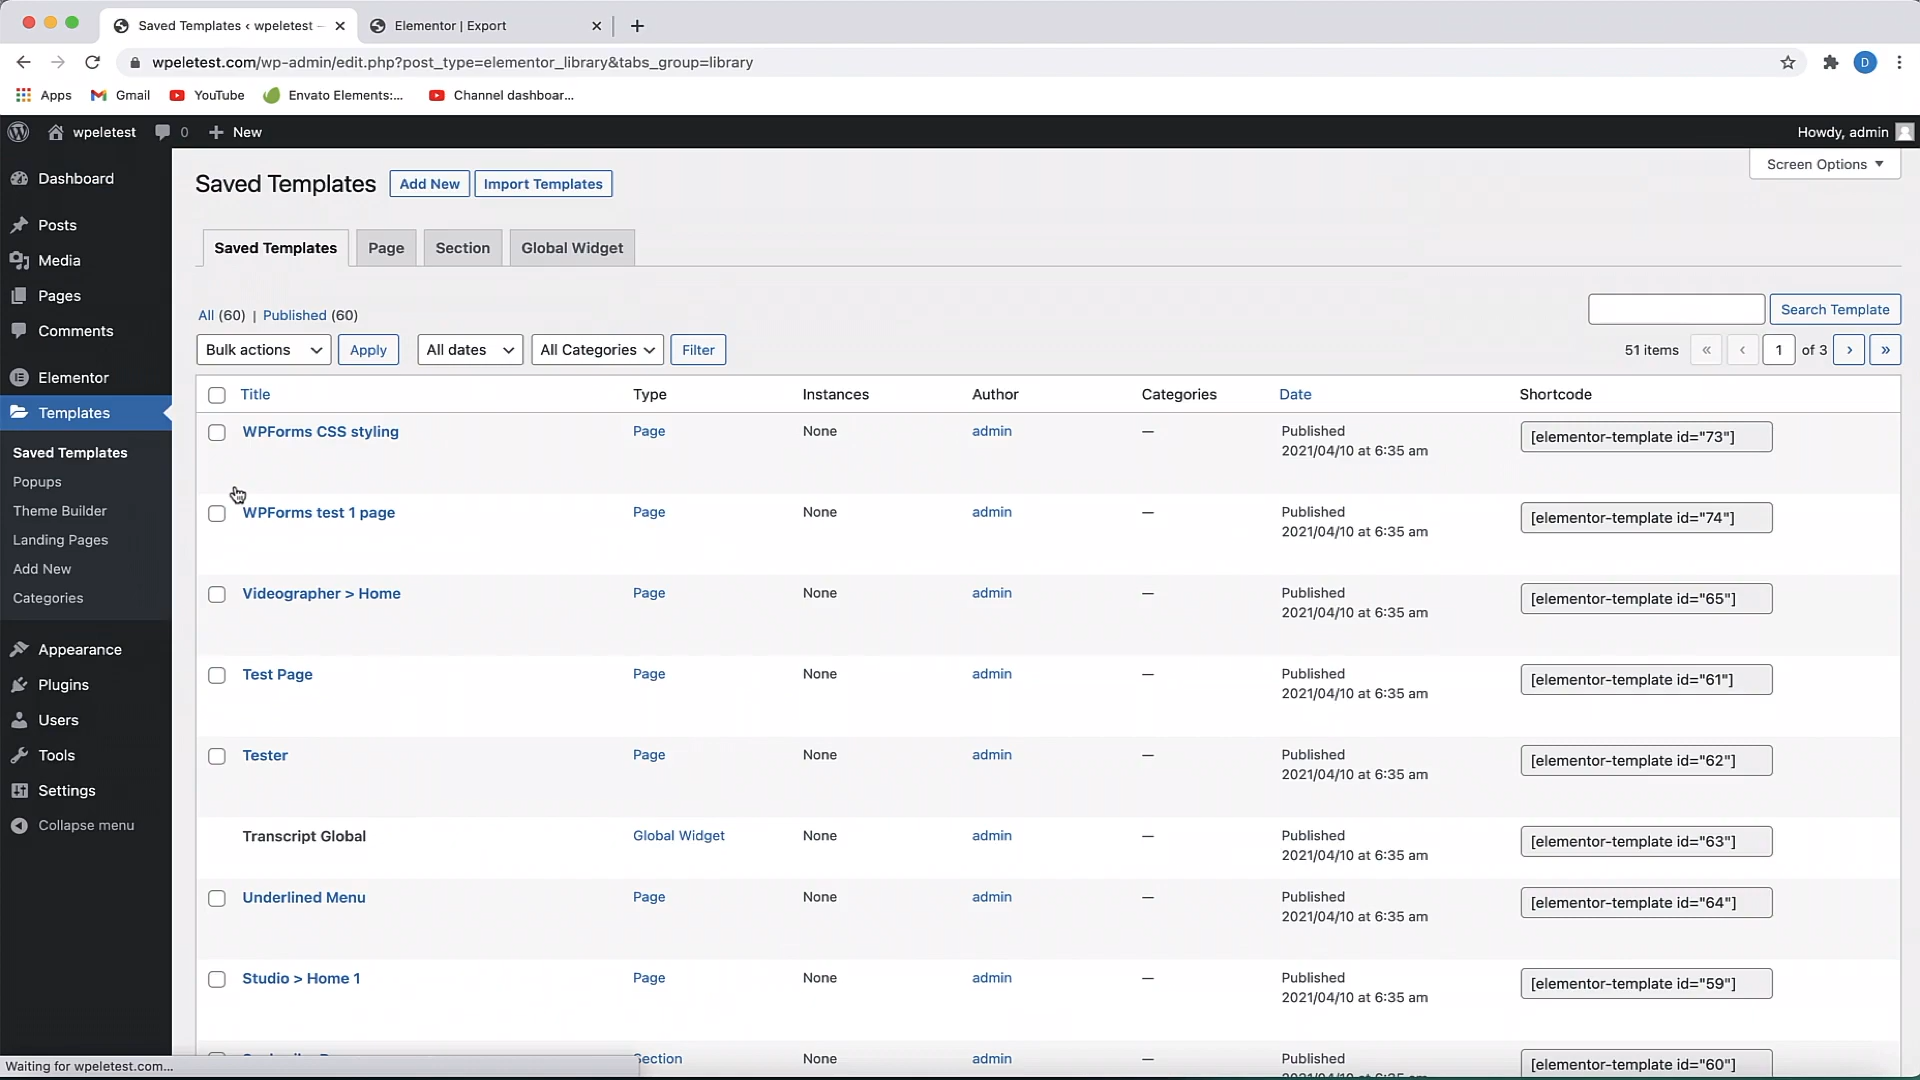 Saved Templates ‹ wpeletest —
Elementor | Export
wpeletest.com/wp-admin/edit.php?post_type=elementor_library&tabs_group=library
D
Apps
Gmail
YouTube
Envato Elements:...
Channel dashboar...
wpeletest
0
New
Howdy, admin
Screen Options
Dashboard
Posts
Media
Pages
Comments
Elementor
Templates
Saved Templates
Popups
Theme Builder
Landing Pages
Add New
Categories
Appearance
Plugins
Users
Tools
Settings
Collapse menu
Saved Templates
Add New
Import Templates
Saved Templates
Page
Section
Global Widget
All (60) | Published (60)
Search Template
Bulk actions
Apply
All dates
All Categories
Filter
51 items « ‹ 1 of 3 › »
Title Type Instances Author Categories Date Shortcode
WPForms CSS styling Page None admin — Published [elementor-template id="73"]
2021/04/10 at 6:35 am
WPForms test 1 page Page None admin — Published [elementor-template id="74"]
2021/04/10 at 6:35 am
Videographer > Home Page None admin — Published [elementor-template id="65"]
2021/04/10 at 6:35 am
Test Page Page None admin — Published [elementor-template id="61"]
2021/04/10 at 6:35 am
Tester Page None admin — Published [elementor-template id="62"]
2021/04/10 at 6:35 am
Transcript Global Global Widget None admin — Published [elementor-template id="63"]
2021/04/10 at 6:35 am
Underlined Menu Page None admin — Published [elementor-template id="64"]
2021/04/10 at 6:35 am
Studio > Home 1 Page None admin — Published [elementor-template id="59"]
2021/04/10 at 6:35 am
Section None admin — Published [elementor-template id="60"]
Waiting for wpeletest.com...